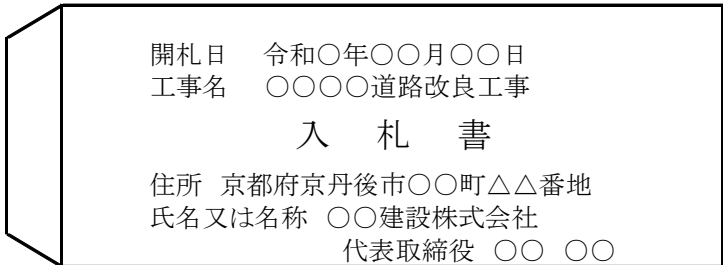 開札日　令和○年○○月○○日
工事名　○○○○道路改良工事
入　札　書
住所　京都府京丹後市○○町△△番地
氏名又は名称　○○建設株式会社
代表取締役　○○　○○